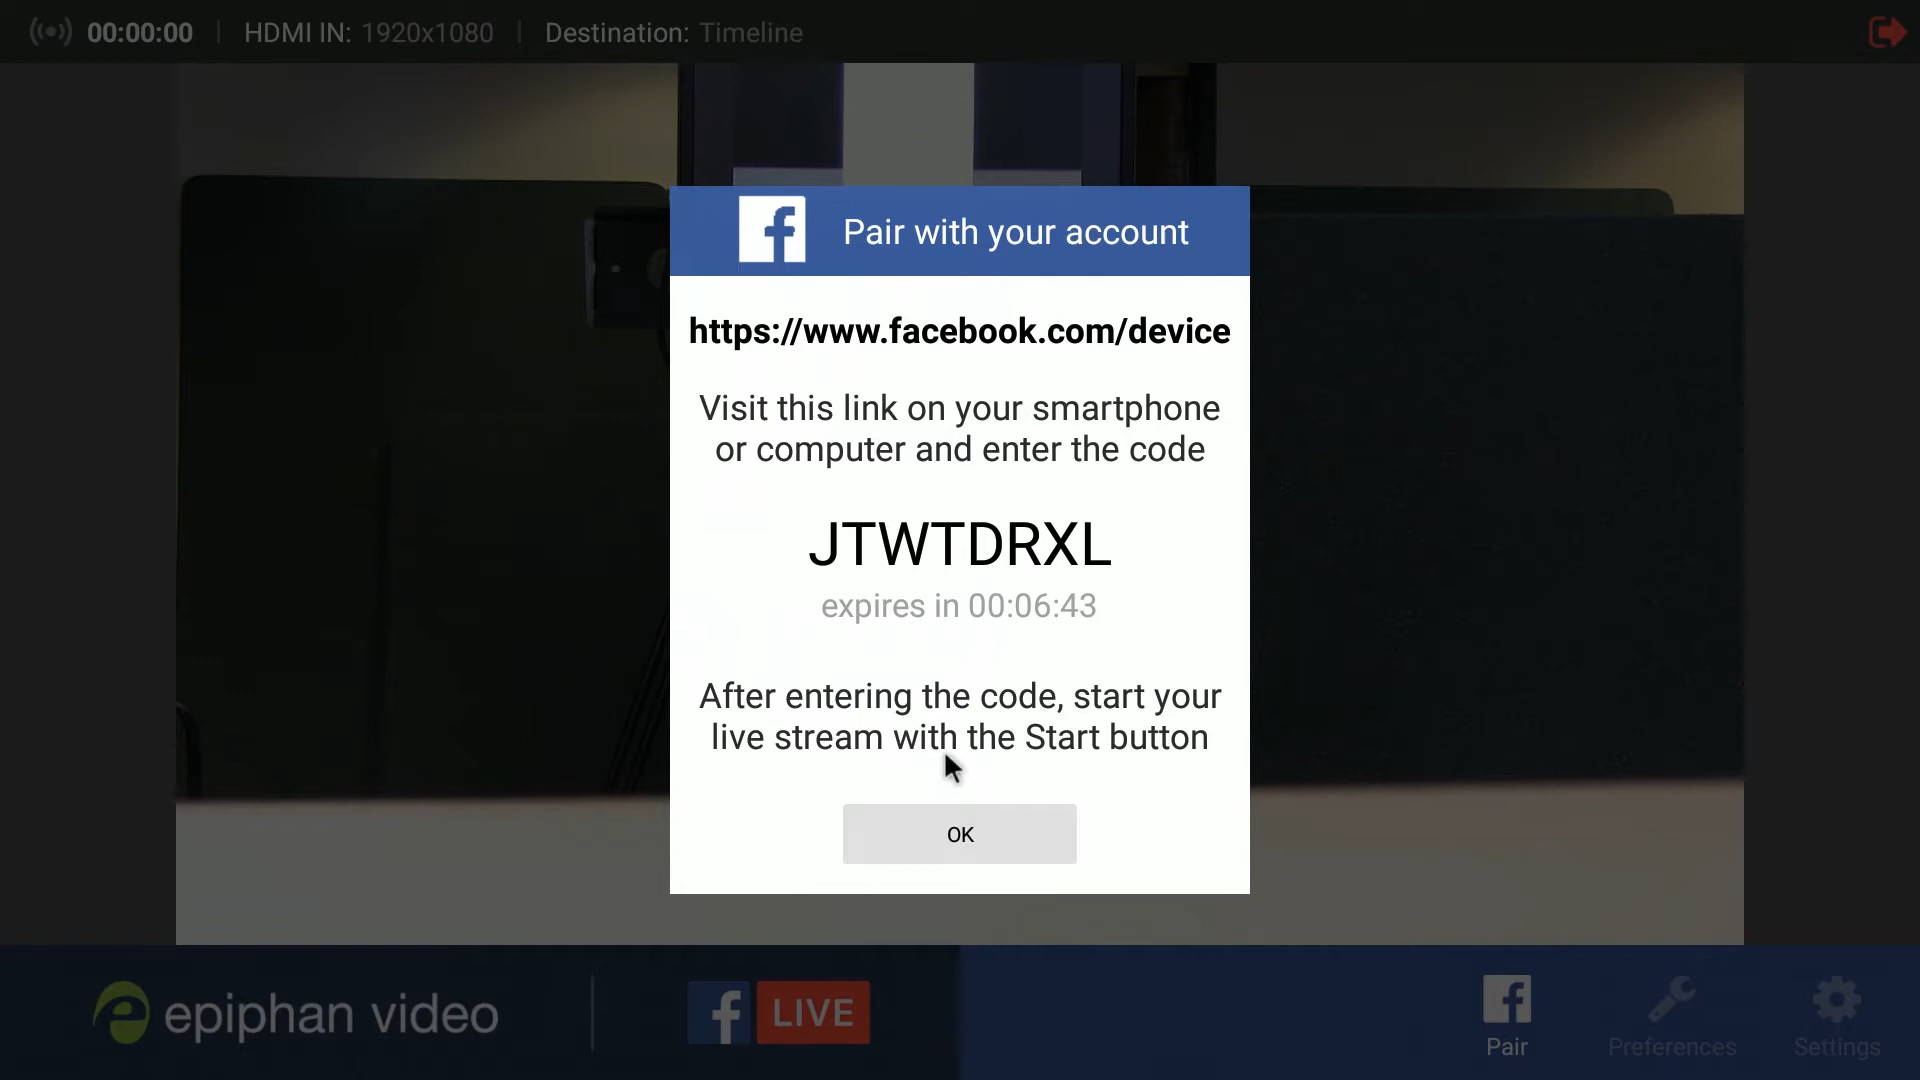 00:00:00 | HDMI IN: 1920x1080 | Destination: Timeline
Pair with your account
https://www.facebook.com/device
Visit this link on your smartphone
or computer and enter the code
JTWTDRXL
expires in 00:06:43
After entering the code, start your
live stream with the Start button
OK
epiphan video
f LIVE
Pair
Preferences
Settings